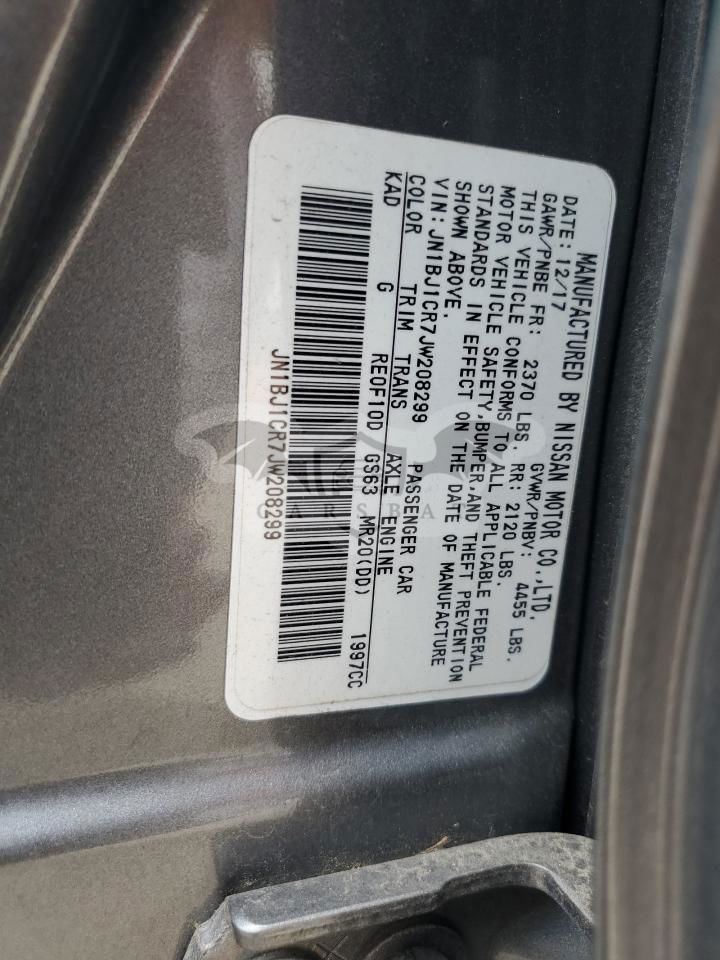 MANUFACTURED BY NISSAN MOTOR CO.,LTD.
DATE: 12/17 GVWR/PNBV: 4455 LBS.
GAWR/PNBE FR: 2370 LBS. RR: 2120 LBS.
THIS VEHICLE CONFORMS TO ALL APPLICABLE FEDERAL
MOTOR VEHICLE SAFETY,BUMPER,AND THEFT PREVENTION
STANDARDS IN EFFECT ON THE DATE OF MANUFACTURE
SHOWN ABOVE.
VIN:JN1BJ1CR7JW208299 PASSENGER CAR
COLOR TRIM TRANS AXLE ENGINE
KAD G RE0F10D GS63 MR20(DD) 1997CC
JN1BJ1CR7JW208299
CARSBAT